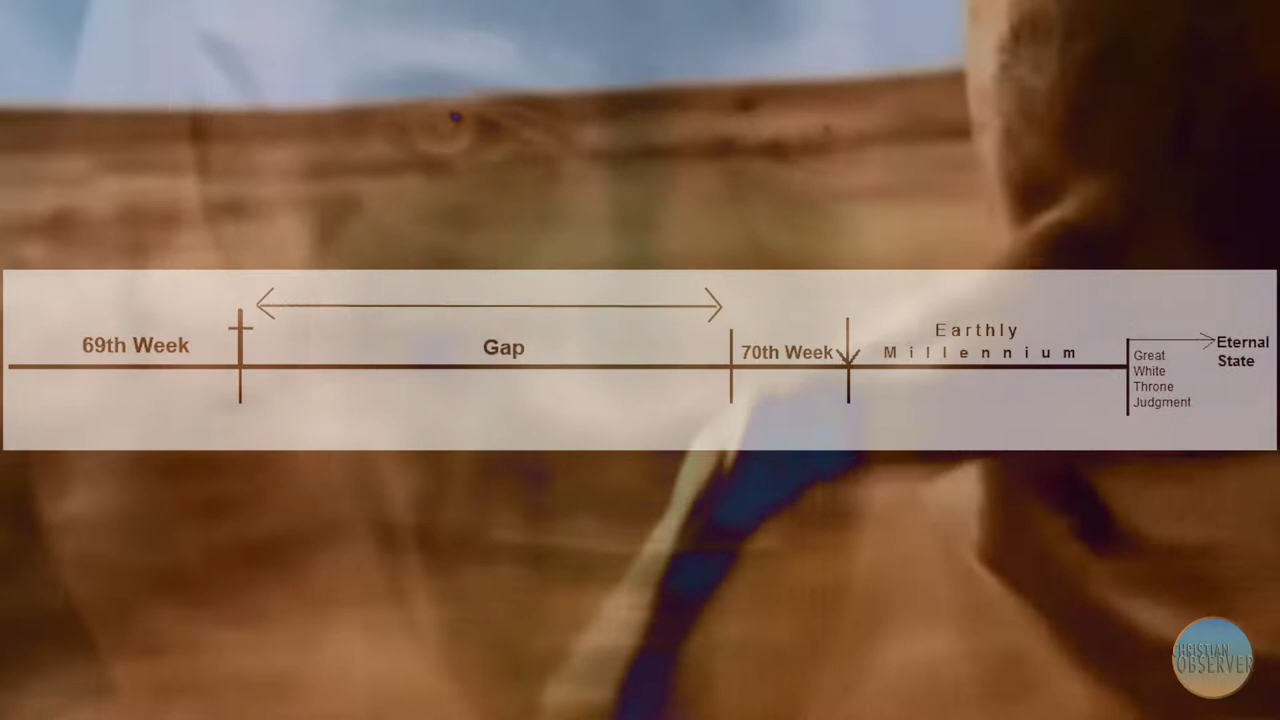 69th Week
Gap
70th Week
Earthly
Millennium
Great
White
Throne
Judgment
Eternal
State
CHRISTIAN
OBSERVER